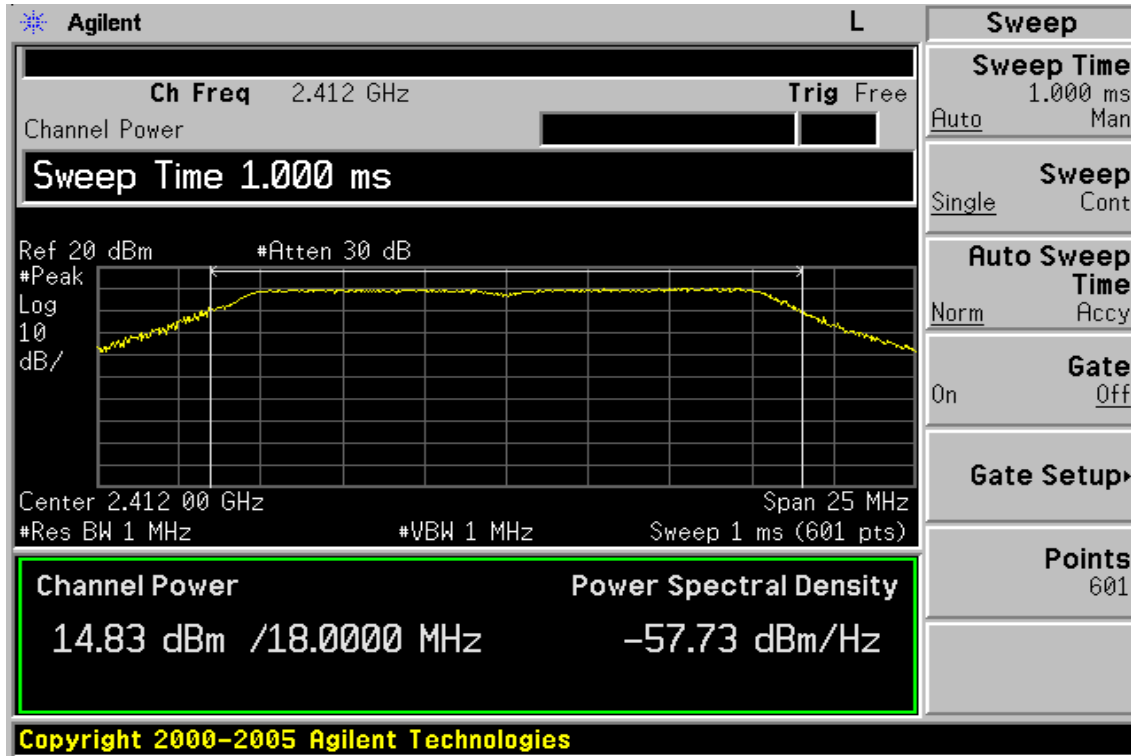 Agilent L
Ch Freq 2.412 GHz Trig Free
Channel Power
Sweep Time 1.000 ms
Ref 20 dBm #Atten 30 dB
#Peak
Log
10
dB/
Center 2.412 00 GHz Span 25 MHz
#Res BW 1 MHz #VBW 1 MHz Sweep 1 ms (601 pts)
Channel Power Power Spectral Density
14.83 dBm /18.0000 MHz -57.73 dBm/Hz
Copyright 2000-2005 Agilent Technologies
Sweep
Sweep Time
1.000 ms
Auto Man
Sweep
Single Cont
Auto Sweep
Time
Norm Accy
Gate
On Off
Gate Setup▸
Points
601